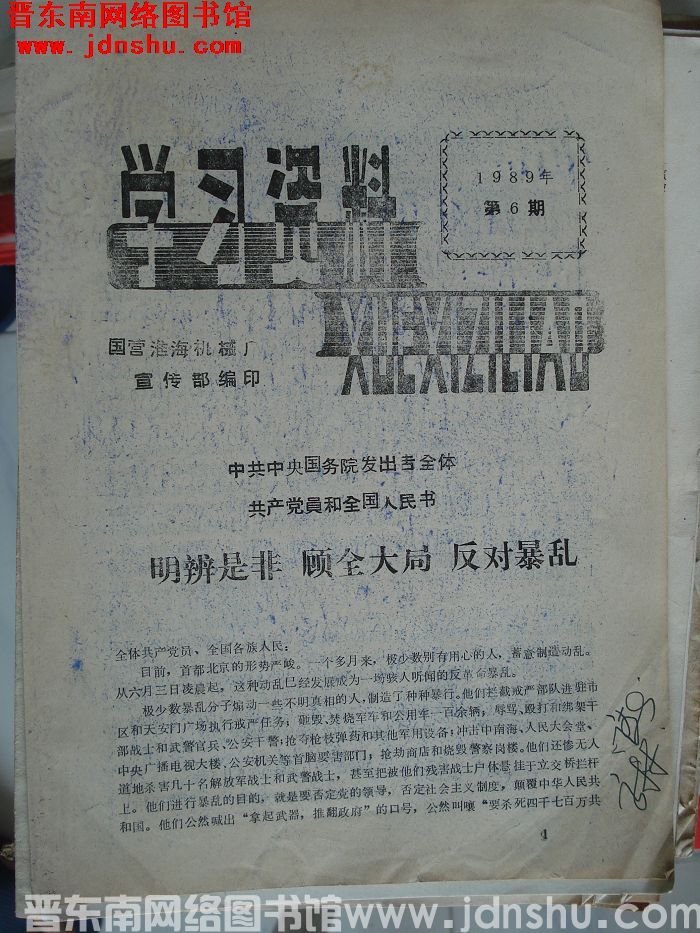 晋东南网络图书馆
www.jdnshu.com
学习资料
1989年
第6期
XUEXIZILIAO
国营淮海机械厂
宣传部编印
中共中央国务院发出告全体
共产党員和全国人民书
明辨是非 顾全大局 反对暴乱
全体共产党员、全国各族人民：
目前，首都北京的形势严峻。一个多月来，极少数别有用心的人，蓄意制造动乱。
从六月三日凌晨起，这种动乱已经发展成为一场骇人听闻的反革命暴乱。
极少数暴乱分子煽动一些不明真相的人，制造了种种暴行。他们拦截戒严部队进驻市
区和天安门广场执行戒严任务；砸毁、焚烧军车和公用车一百余辆；辱骂、殴打和绑架干
部战士和武警官兵、公安干警；抢夺枪枝弹药和其他军用设备；冲击中南海、人民大会堂、
中央广播电视大楼、公安机关等首脑要害部门；抢劫商店和烧毁警察岗楼。他们还惨无人
道地杀害几十名解放军战士和武警战士，甚至把被他们残害战士尸体悬挂于立交桥拦杆
上。他们进行暴乱的目的，就是要否定党的领导，否定社会主义制度，颠覆中华人民共
和国。他们公然喊出“拿起武器，推翻政府”的口号，公然叫嚷“要杀死四千七百万共
1
晋东南网络图书馆 www.jdnshu.com